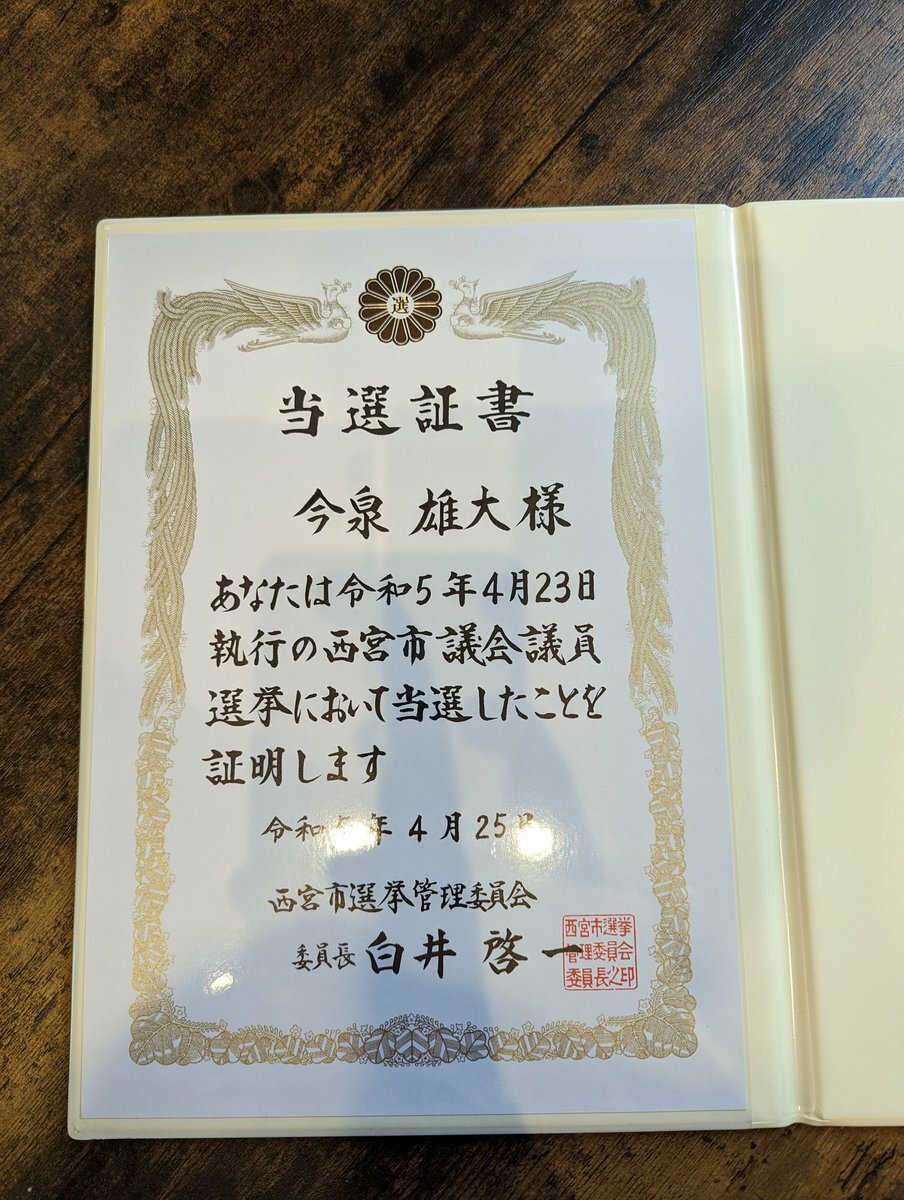 選
当選証書
今泉 雄大様
あなたは令和5年4月23日
執行の西宮市議会議員
選挙において当選したことを
証明します
令和 年 4月25日
西宮市選挙管理委員会
委員長 白井 啓一
西宮市選挙
管理委員会
委員長之印